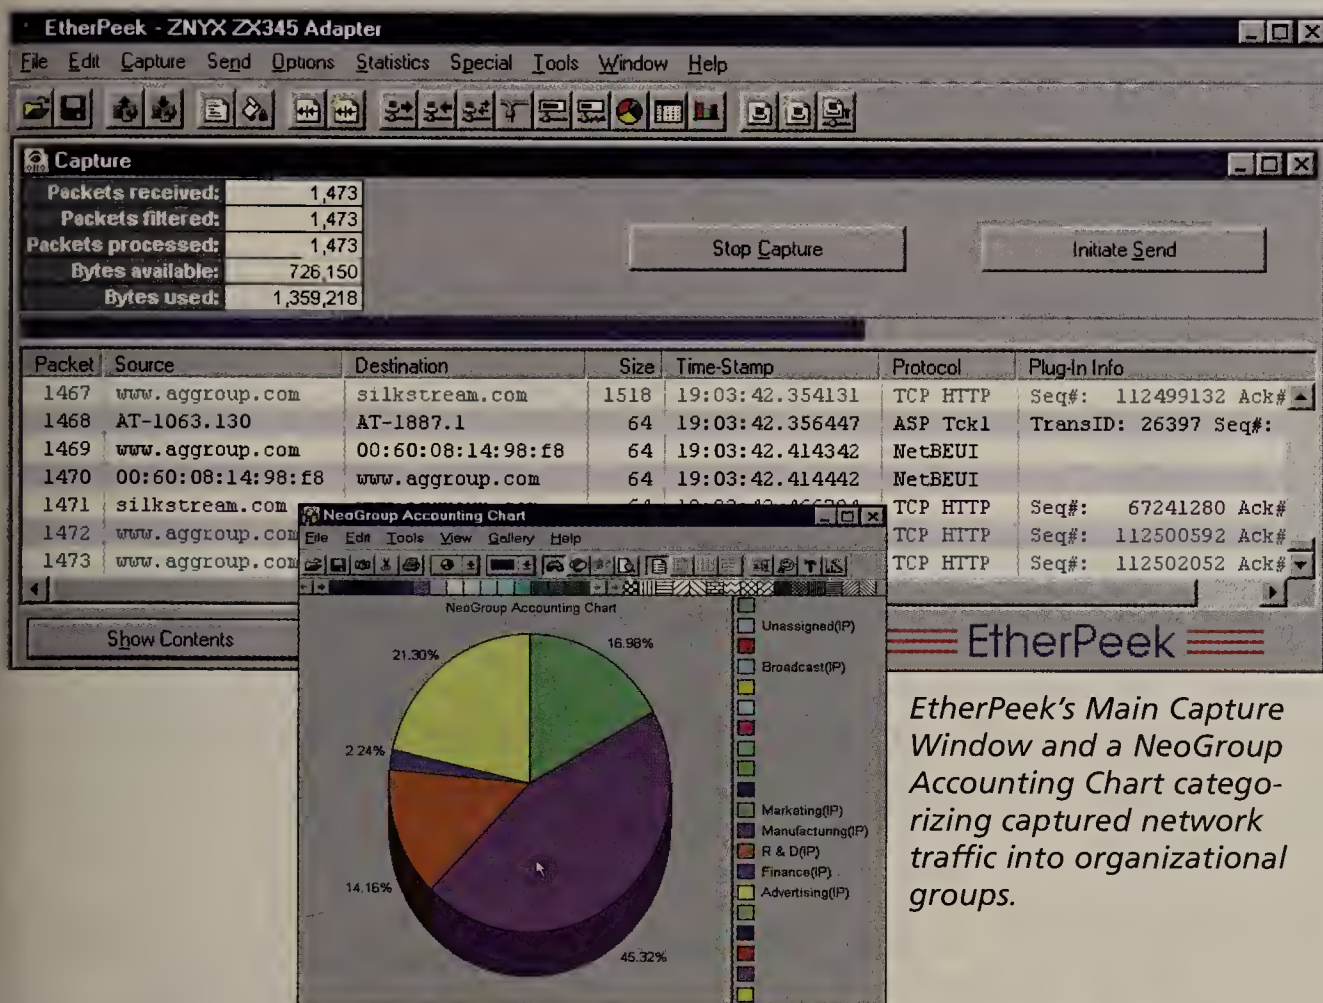 EtherPeek - ZNYX ZX345 Adapter
File Edit Capture Send Options Statistics Special Tools Window Help
Capture
Packets received: 1,473
Packets filtered: 1,473
Packets processed: 1,473
Bytes available: 726,150
Bytes used: 1,359,218
Stop Capture
Initiate Send
Packet Source Destination Size Time-Stamp Protocol Plug-In Info
1467 www.aggroup.com silkstream.com 1518 19:03:42.354131 TCP HTTP Seq#: 112499132 Ack#
1468 AT-1063.130 AT-1887.1 64 19:03:42.356447 ASP Tckl TransID: 26397 Seq#:
1469 www.aggroup.com 00:60:08:14:98:f8 64 19:03:42.414342 NetBEUI
1470 00:60:08:14:98:f8 www.aggroup.com 64 19:03:42.414442 NetBEUI
1471 silkstream.com TCP HTTP Seq#: 67241280 Ack#
1472 www.aggroup.com TCP HTTP Seq#: 112500592 Ack#
1473 www.aggroup.com TCP HTTP Seq#: 112502052 Ack#
Show Contents
EtherPeek
NeoGroup Accounting Chart
File Edit Tools View Gallery Help
NeoGroup Accounting Chart
16.98%
21.30%
2.24%
14.16%
45.32%
Unassigned(IP)
Broadcast(IP)
Marketing(IP)
Manufacturing(IP)
R & D(IP)
Finance(IP)
Advertising(IP)
EtherPeek's Main Capture
Window and a NeoGroup
Accounting Chart catego-
rizing captured network
traffic into organizational
groups.